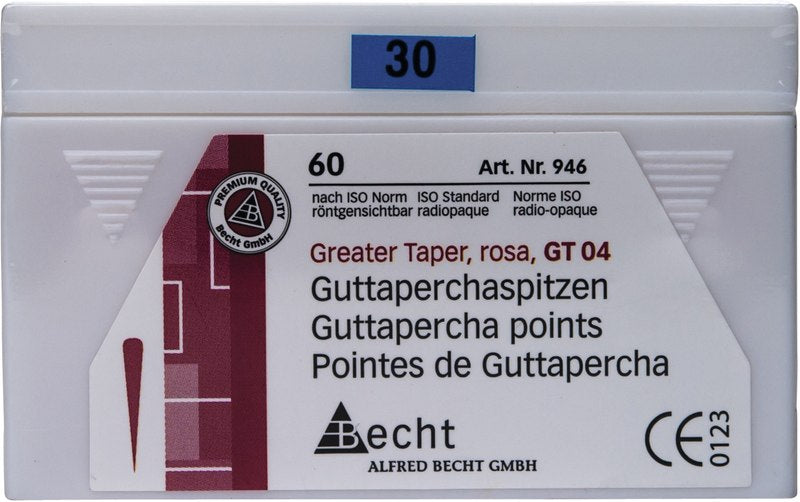 30
60 Art. Nr. 946
nach ISO Norm ISO Standard Norme ISO
röntgensichtbar radiopaque radio-opaque
PREMIUM QUALITY
B
Becht GmbH
Greater Taper, rosa, GT 04
Guttaperchaspitzen
Guttapercha points
Pointes de Guttapercha
Becht
ALFRED BECHT GMBH
CE 0123